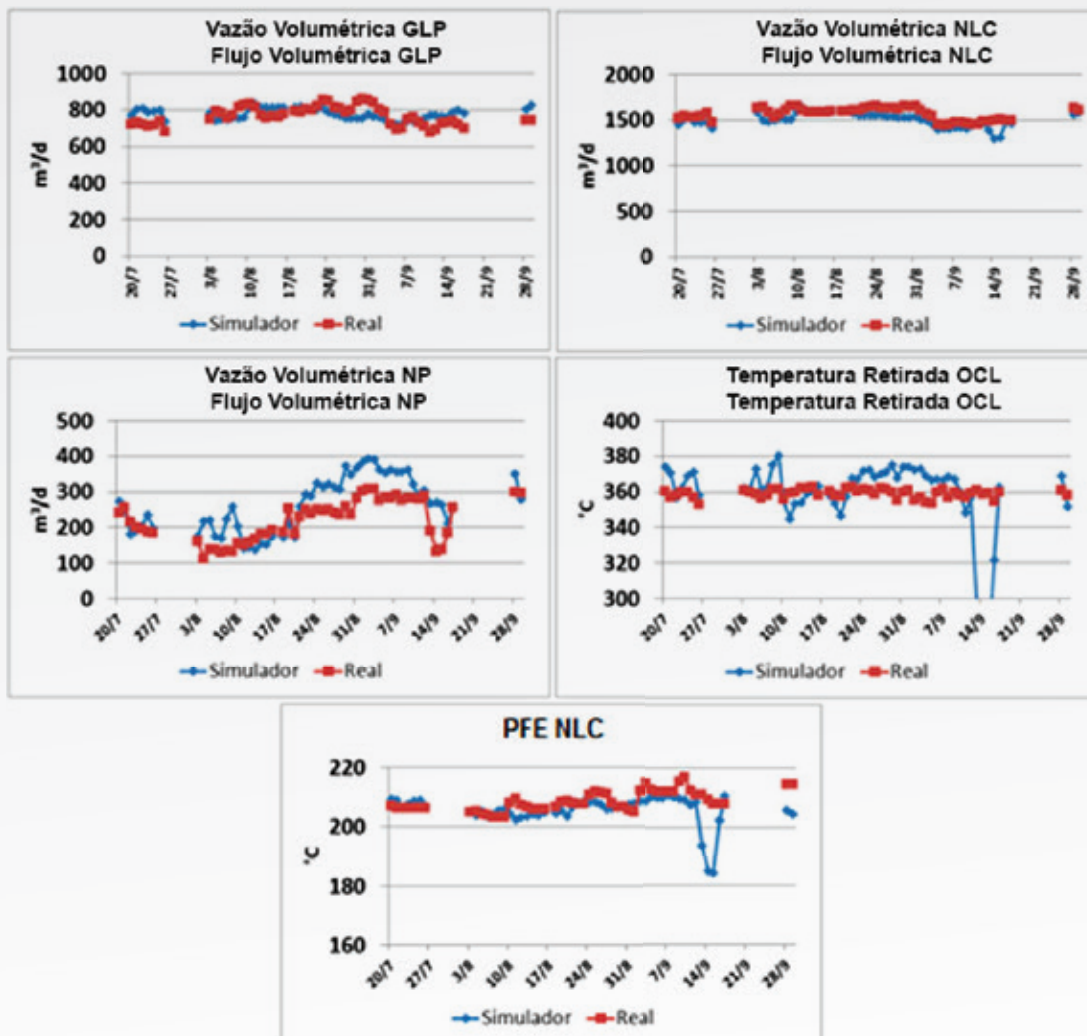 Vazão Volumétrica GLP
Flujo Volumétrica GLP
1000
800
600
400
200
0
m³/d
20/7 27/7 3/8 10/8 17/8 24/8 31/8 7/9 14/9 21/9 28/9
Simulador Real
Vazão Volumétrica NLC
Flujo Volumétrica NLC
2000
1500
1000
500
0
m³/d
20/7 27/7 3/8 10/8 17/8 24/8 31/8 7/9 14/9 21/9 28/9
Simulador Real
Vazão Volumétrica NP
Flujo Volumétrica NP
500
400
300
200
100
0
m³/d
20/7 27/7 3/8 10/8 17/8 24/8 31/8 7/9 14/9 21/9 28/9
Simulador Real
Temperatura Retirada OCL
Temperatura Retirada OCL
400
380
360
340
320
300
°C
20/7 27/7 3/8 10/8 17/8 24/8 31/8 7/9 14/9 21/9 28/9
Simulador Real
PFE NLC
220
200
180
160
°C
20/7 27/7 3/8 10/8 17/8 24/8 31/8 7/9 14/9 21/9 28/9
Simulador Real